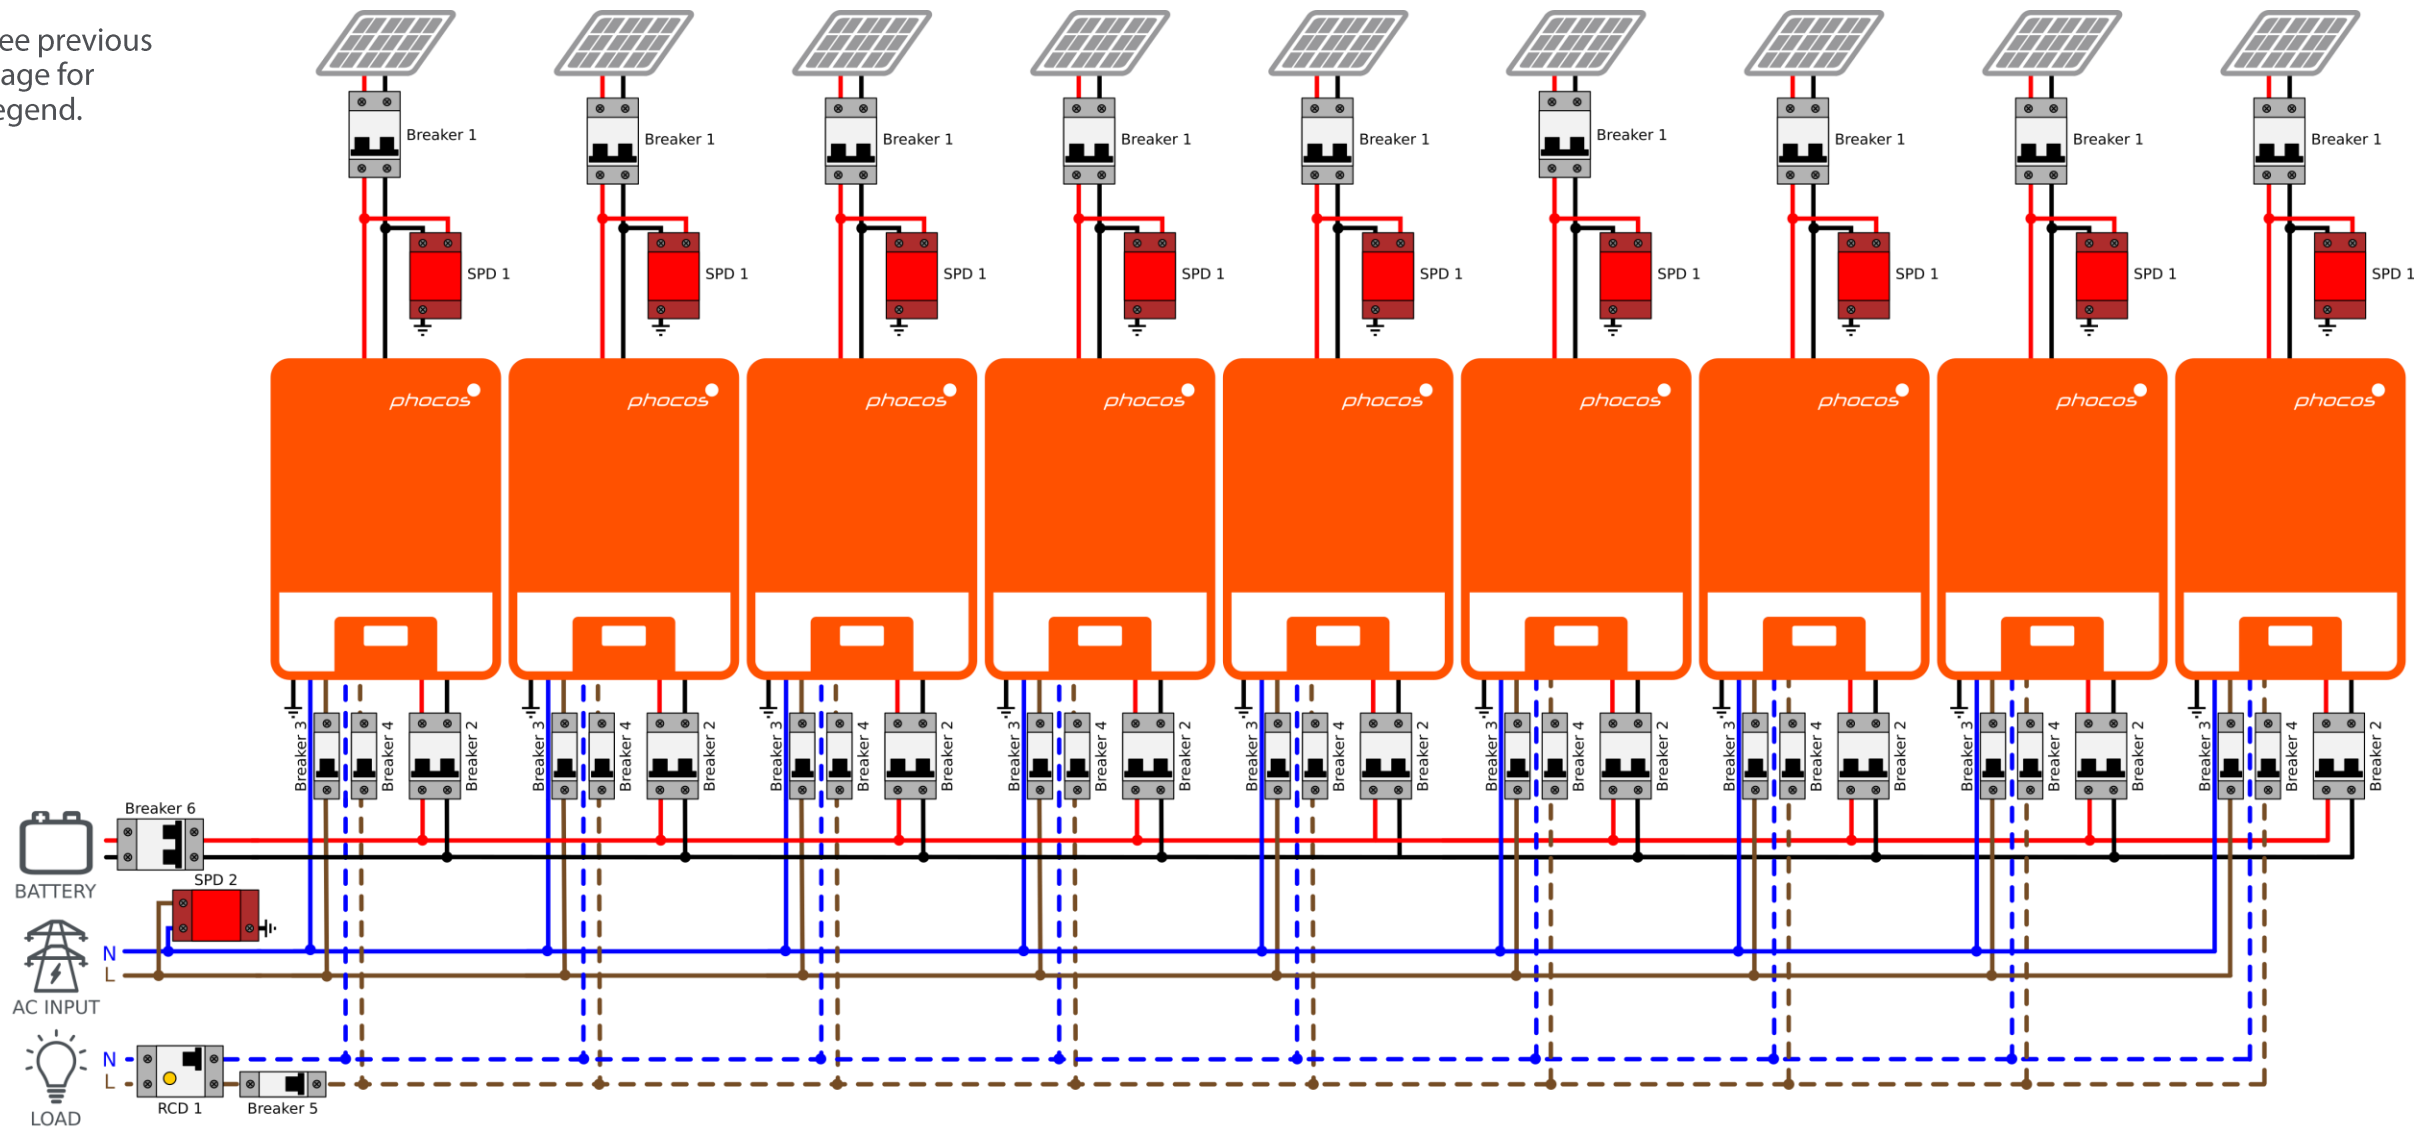 ee previous
age for
egend.
Breaker 1
Breaker 1
Breaker 1
Breaker 1
Breaker 1
Breaker 1
Breaker 1
Breaker 1
Breaker 1
SPD 1
SPD 1
SPD 1
SPD 1
SPD 1
SPD 1
SPD 1
SPD 1
SPD 1
phocos
phocos
phocos
phocos
phocos
phocos
phocos
phocos
phocos
Breaker 3
Breaker 4
Breaker 2
Breaker 3
Breaker 4
Breaker 2
Breaker 3
Breaker 4
Breaker 2
Breaker 3
Breaker 4
Breaker 2
Breaker 3
Breaker 4
Breaker 2
Breaker 3
Breaker 4
Breaker 2
Breaker 3
Breaker 4
Breaker 2
Breaker 3
Breaker 4
Breaker 2
Breaker 3
Breaker 4
Breaker 2
Breaker 6
BATTERY
SPD 2
N
L
AC INPUT
N
L
RCD 1
Breaker 5
LOAD